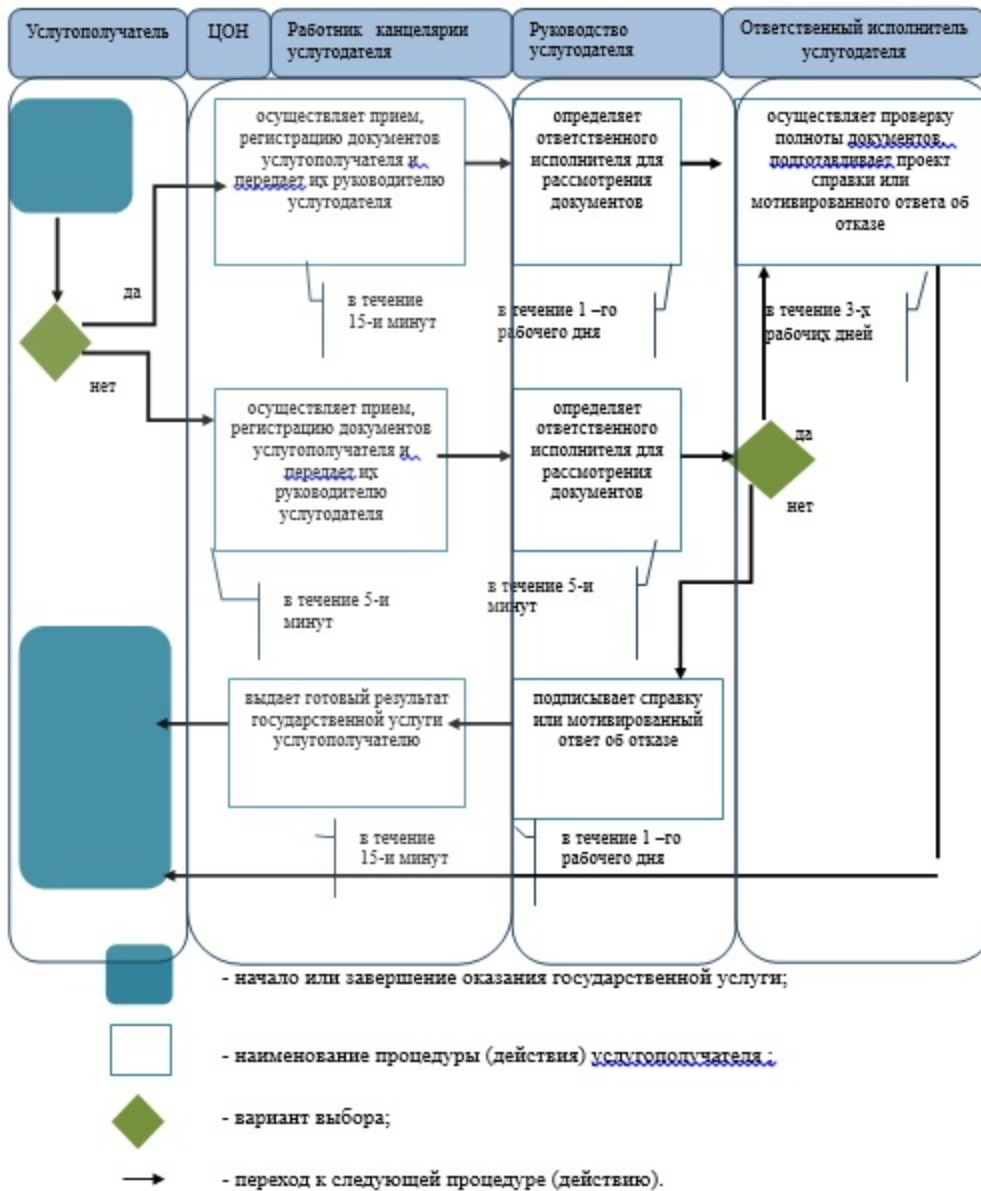 Услугополучатель
ЦОН
Работник канцелярии
услугодателя
Руководство
услугодателя
Ответственный исполнитель
услугодателя
осуществляет прием,
регистрацию документов
услугополучателя и
передает их руководителю
услугодателя
определяет
ответственного
исполнителя для
рассмотрения
документов
осуществляет проверку
полноты документов,
подготавливает проект
справки или
мотивированного ответа об
отказе
да
в течение
15-и минут
в течение 1 –го
рабочего дня
в течение 3-х
рабочих дней
нет
осуществляет прием,
регистрацию документов
услугополучателя и
передает их
руководителю
услугодателя
определяет
ответственного
исполнителя для
рассмотрения
документов
да
нет
в течение 5-и
минут
в течение 5-и
минут
выдает готовый результат
государственной услуги
услугополучателю
подписывает справку
или мотивированный
ответ об отказе
в течение
15-и минут
в течение 1 –го
рабочего дня
- начало или завершение оказания государственной услуги;
- наименование процедуры (действия) услугополучателя ;
- вариант выбора;
- переход к следующей процедуре (действию).